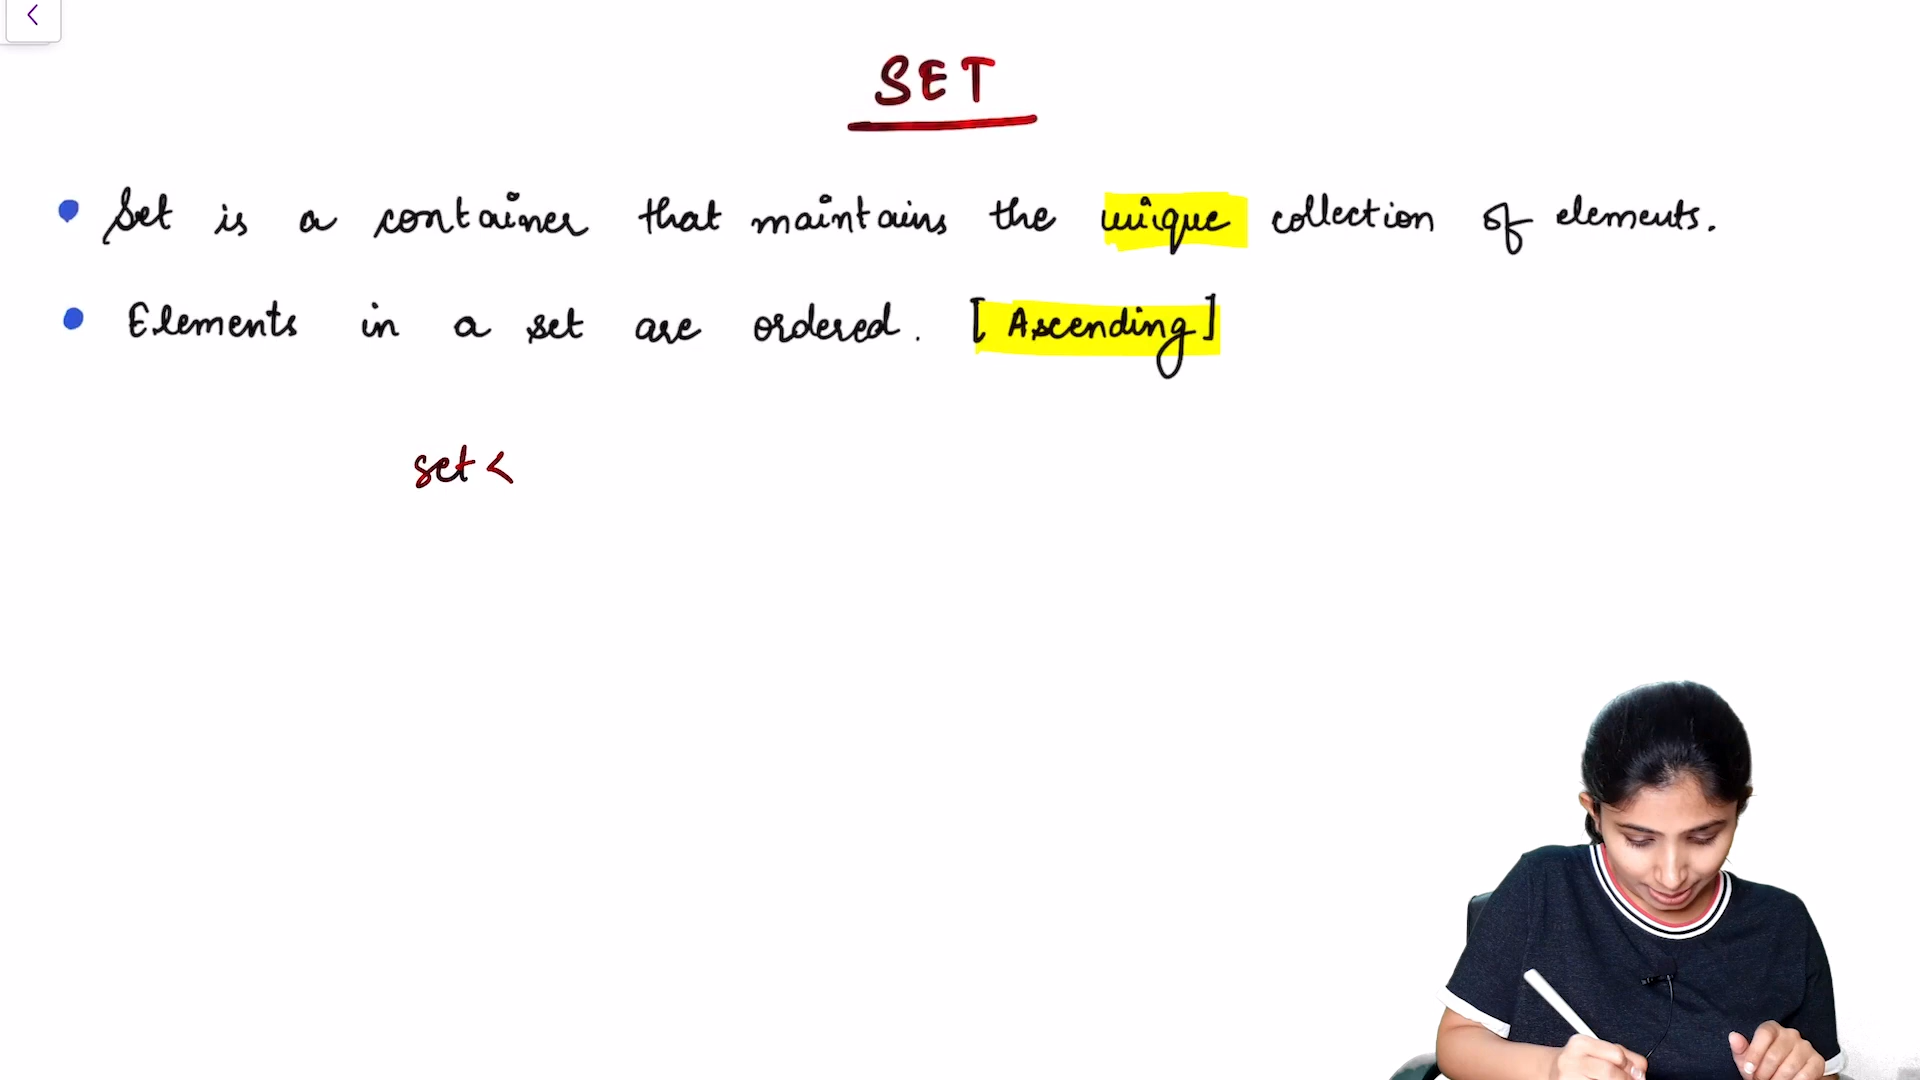 SET
Set is a container that maintains the unique collection of elements.
Elements in a set are ordered. [Ascending]
set <